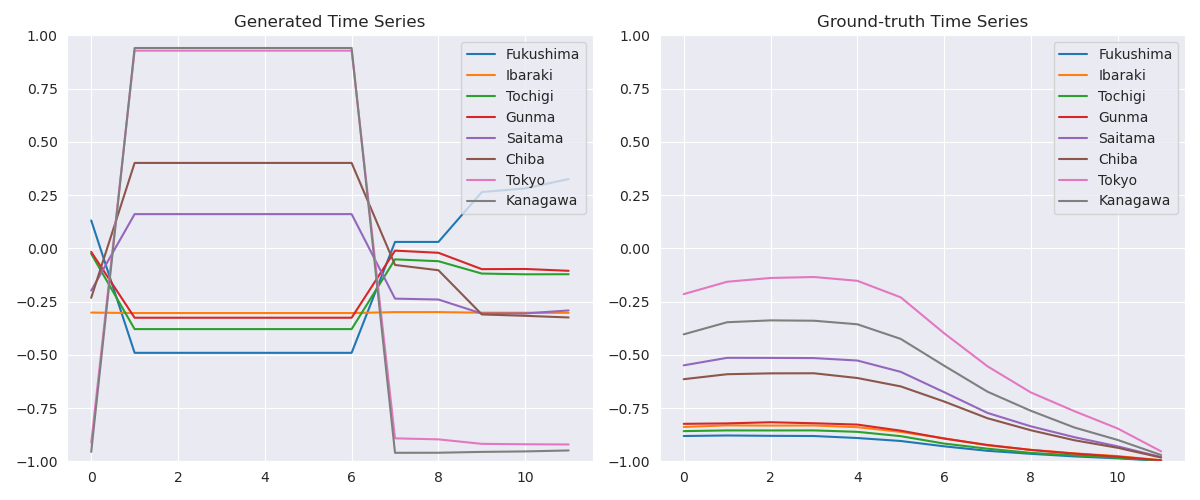 Generated Time Series
1.00
0.75
0.50
0.25
0.00
−0.25
−0.50
−0.75
−1.00
0
2
4
6
8
10
Fukushima
Ibaraki
Tochigi
Gunma
Saitama
Chiba
Tokyo
Kanagawa
Ground-truth Time Series
1.00
0.75
0.50
0.25
0.00
−0.25
−0.50
−0.75
−1.00
0
2
4
6
8
10
Fukushima
Ibaraki
Tochigi
Gunma
Saitama
Chiba
Tokyo
Kanagawa